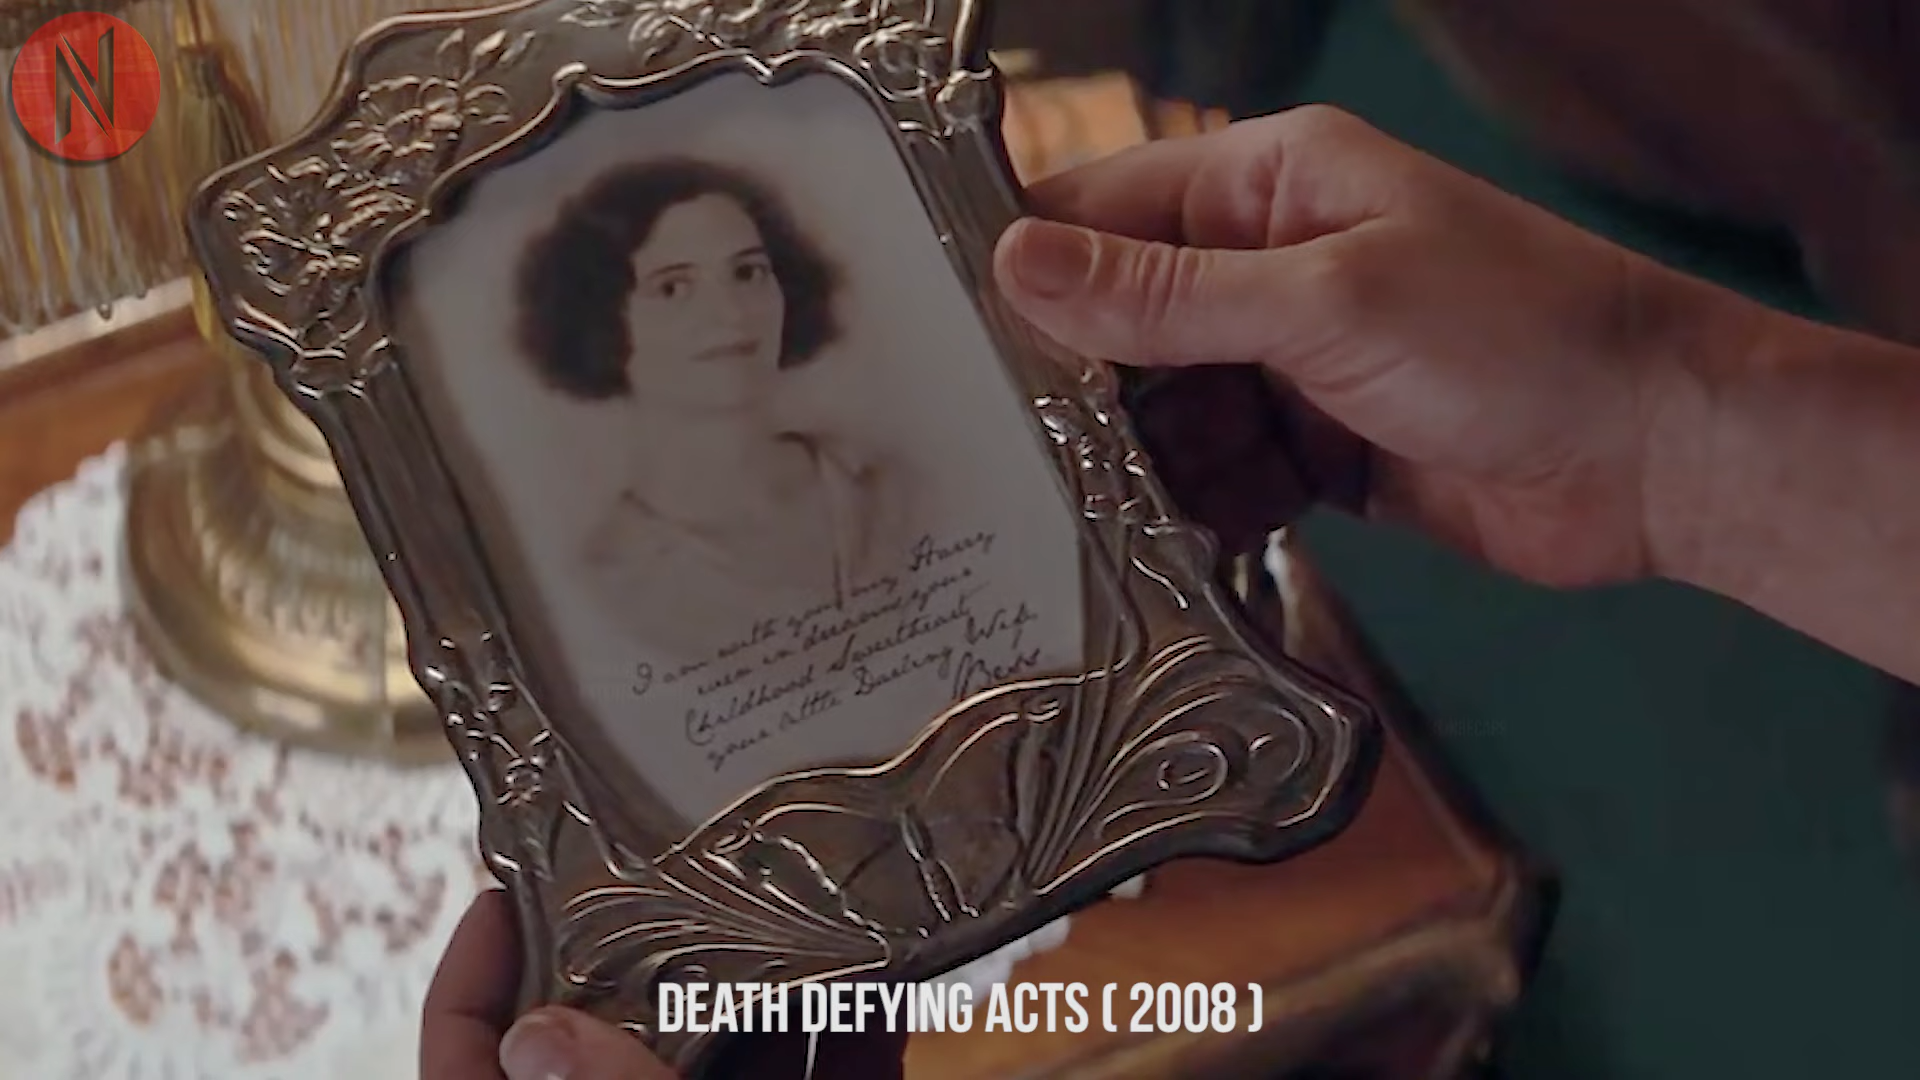 N
I am with you my Harry
even in dreams your
Childhood Sweetheart
your little Darling Wife
Bess
DEATH DEFYING ACTS ( 2008 )